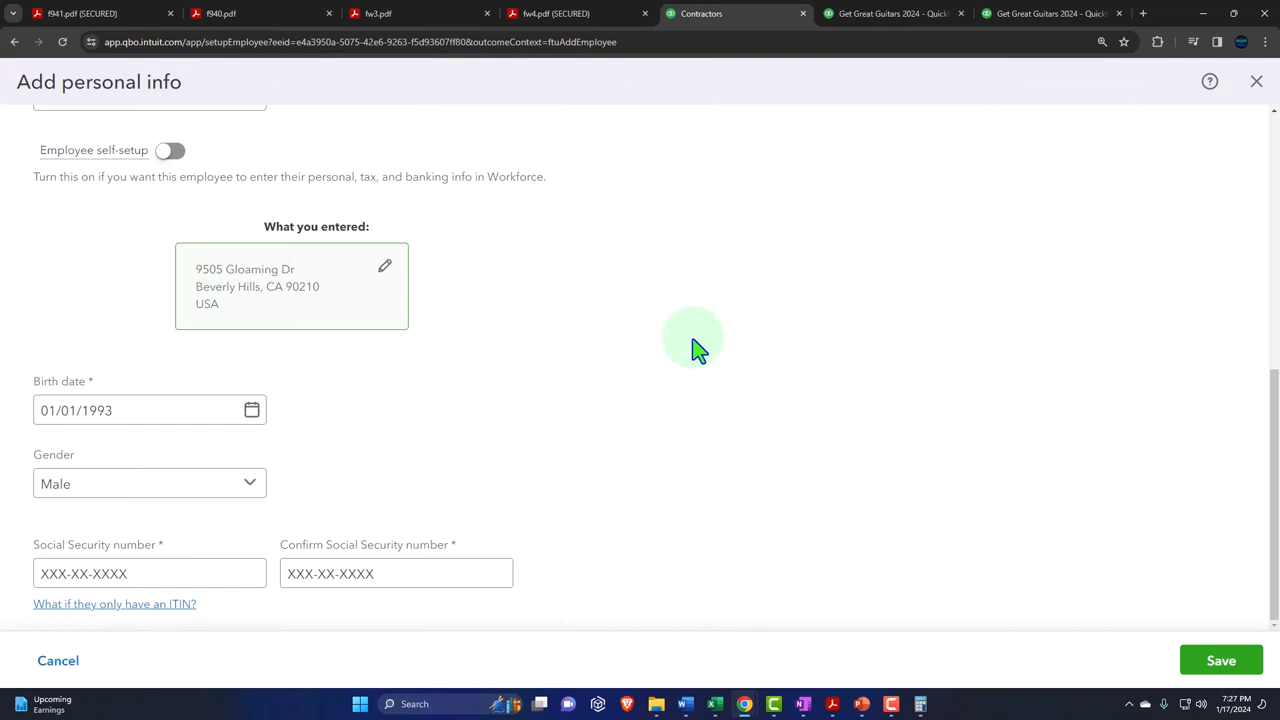 f941.pdf
f940.pdf
fw3.pdf
fw4.pdf (SECURED)
Contractors
Get Great Guitars 2024 - Quick
Get Great Guitars 2024 - Quick
app.qbo.intuit.com/app/setupEmployee?eeid=e4a3950a-5075-42e6-9263-f5d93607ff80&outcomeContext=ftuAddEmployee
Add personal info
Employee self-setup
Turn this on if you want this employee to enter their personal, tax, and banking info in Workforce.
What you entered:
9505 Gloaming Dr
Beverly Hills, CA 90210
USA
Birth date *
01/01/1993
Gender
Male
Social Security number *
Confirm Social Security number *
XXX-XX-XXXX
XXX-XX-XXXX
What if they only have an ITIN?
Cancel
Save
Upcoming
Earnings
Search
7:27 PM
1/17/2024